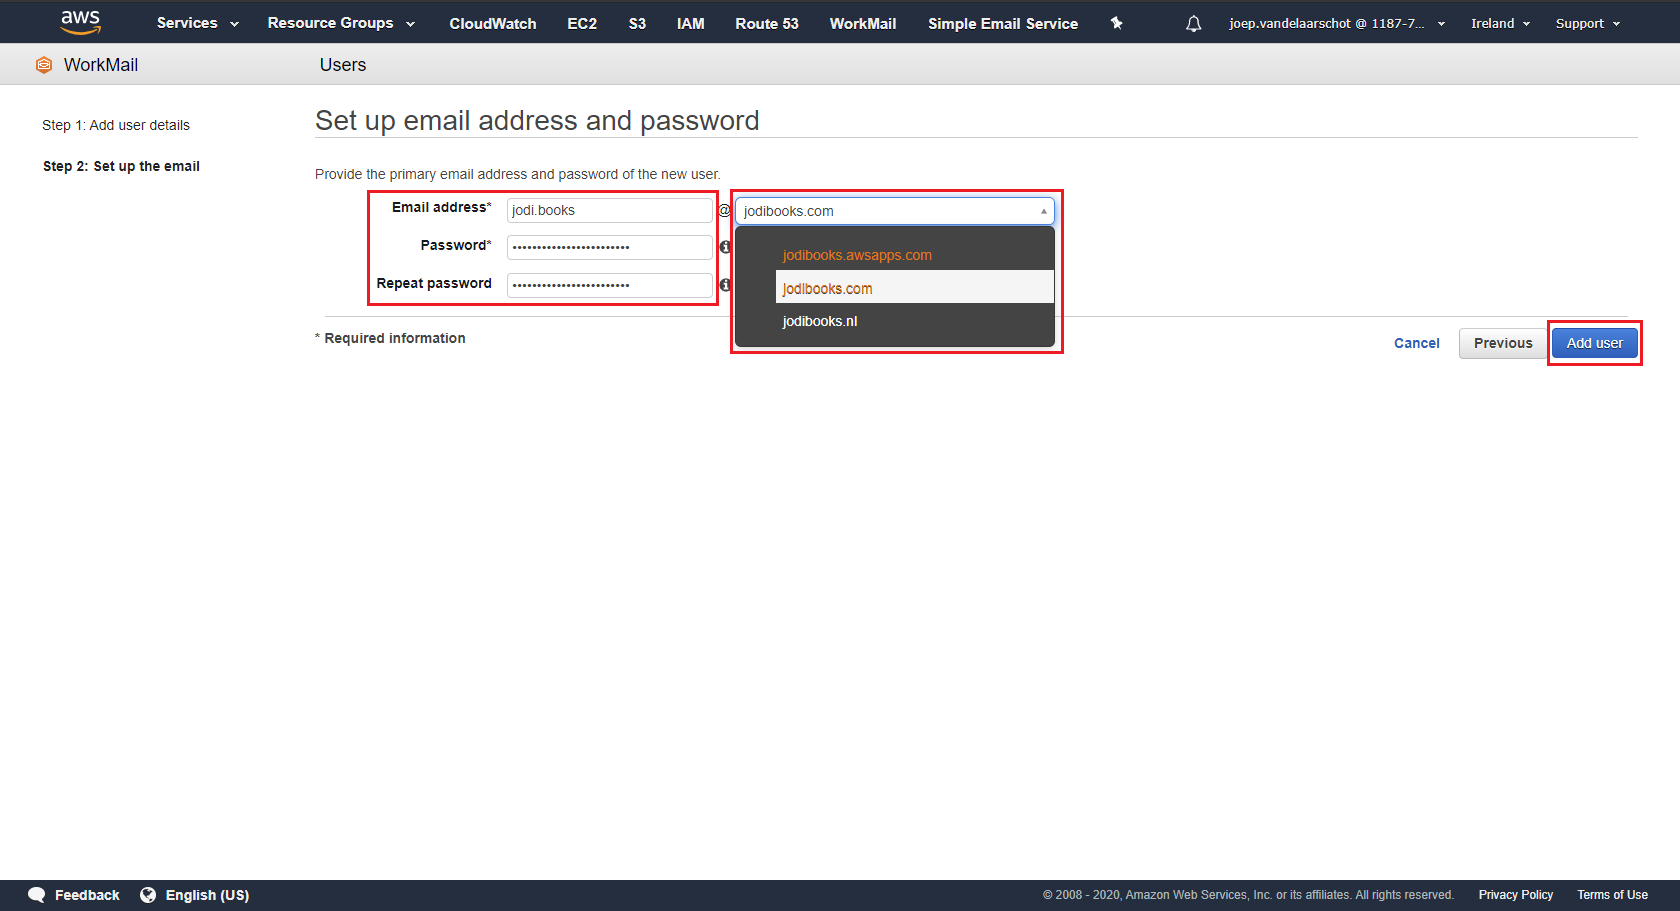 aws Services Resource Groups CloudWatch EC2 S3 IAM Route 53 WorkMail Simple Email Service joep.vandelaarschot @ 1187-7... Ireland Support
WorkMail Users
Step 1: Add user details
Step 2: Set up the email
Set up email address and password
Provide the primary email address and password of the new user.
Email address* jodi.books @ jodibooks.com
Password* ••••••••••••••••••••••••
Repeat password ••••••••••••••••••••••••
jodibooks.awsapps.com
jodibooks.com
jodibooks.nl
* Required information
Cancel Previous Add user
Feedback English (US) © 2008 - 2020, Amazon Web Services, Inc. or its affiliates. All rights reserved. Privacy Policy Terms of Use